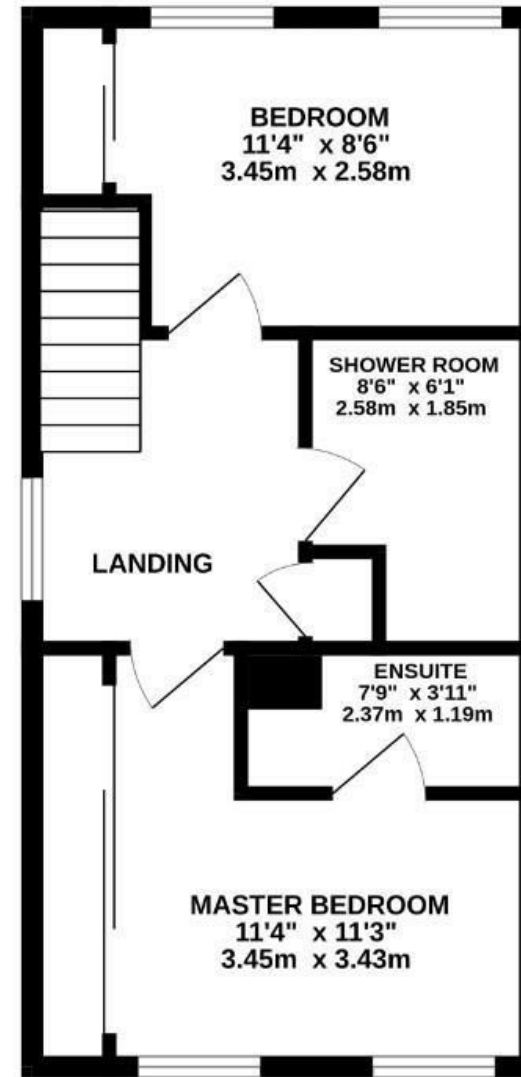 BEDROOM
11'4" x 8'6"
3.45m x 2.58m
SHOWER ROOM
8'6" x 6'1"
2.58m x 1.85m
LANDING
ENSUITE
7'9" x 3'11"
2.37m x 1.19m
MASTER BEDROOM
11'4" x 11'3"
3.45m x 3.43m